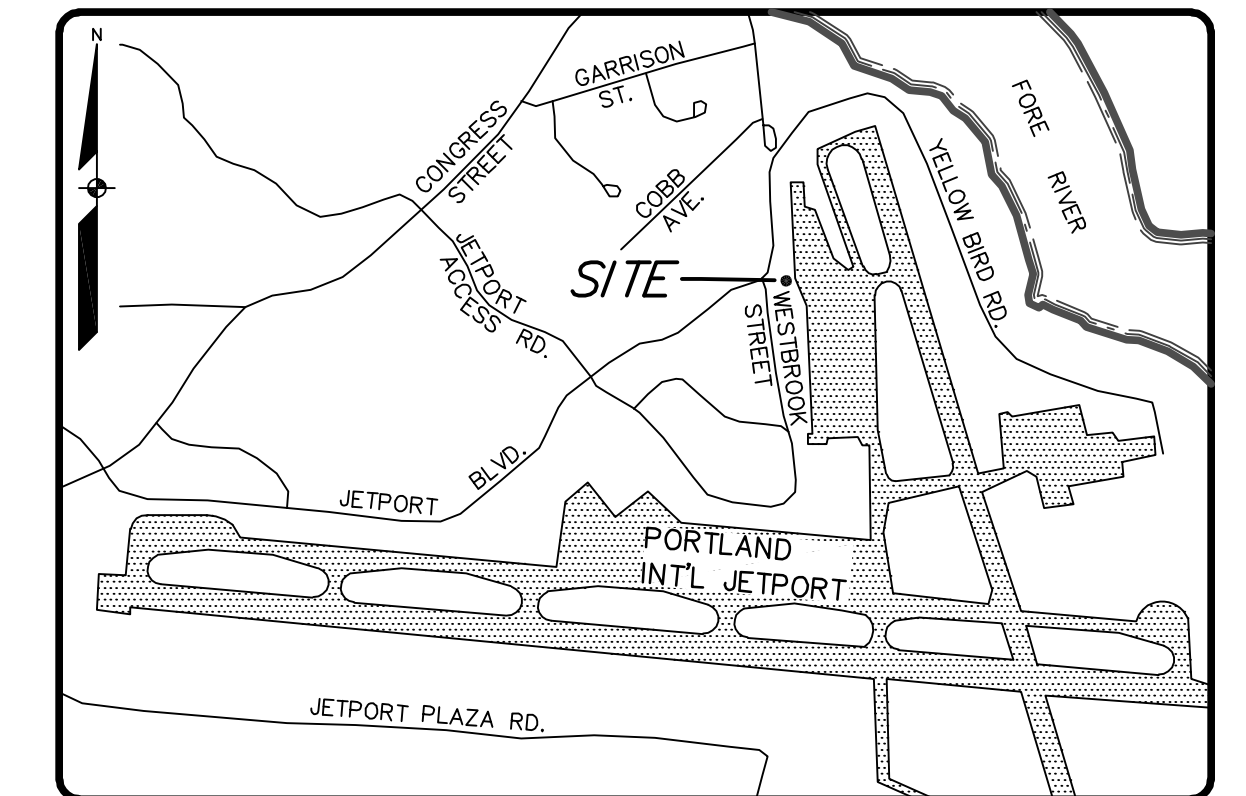 N
GARRISON
ST.
CONGRESS
STREET
FORE
RIVER
YELLOW BIRD RD.
COBB
AVE.
JETPORT
ACCESS RD.
SITE
WESTBROOK
STREET
JETPORT BLVD.
PORTLAND
INT'L JETPORT
JETPORT PLAZA RD.